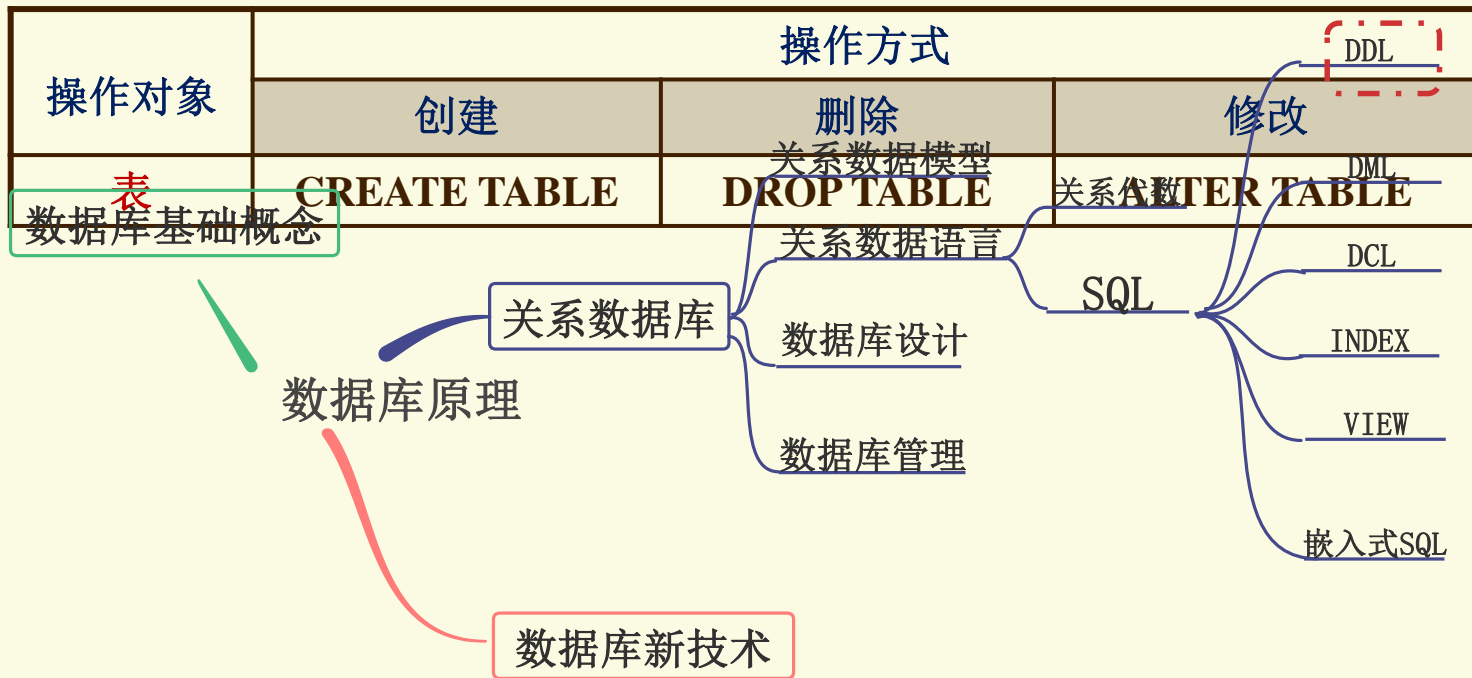 操作对象
操作方式
创建
删除
修改
表
CREATE TABLE
DROP TABLE
ALTER TABLE
数据库基础概念
数据库原理
关系数据库
关系数据模型
关系数据语言
关系代数
SQL
DDL
DML
DCL
INDEX
VIEW
嵌入式SQL
数据库设计
数据库管理
数据库新技术